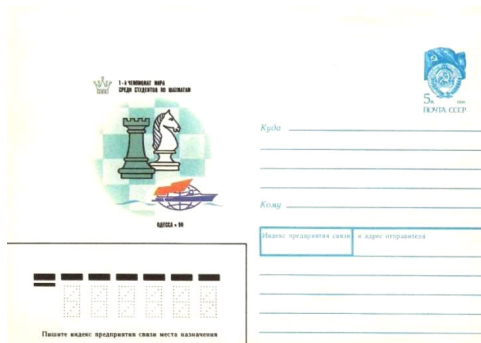 1-й ЧЕМПИОНАТ МИРА
СРЕДИ СТУДЕНТОВ ПО ШАХМАТАМ
5к
1990
ПОЧТА СССР
Куда
Кому
ОДЕССА • 90
Индекс предприятия связи и адрес отправителя
Пишите индекс предприятия связи места назначения